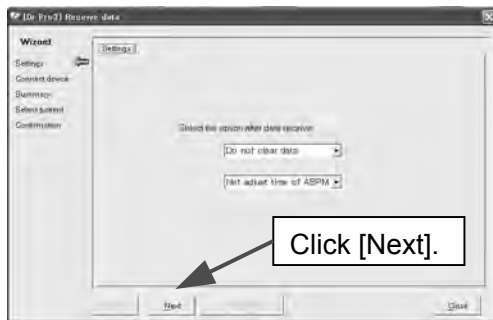 [Dr Pro3] Receive data
Wizard
Settings
Connect device
Summary
Select patient
Confirmation
Settings
Select the option after data receive
Do not clear data
Not adjust time of ABPM
Click [Next].
Next
Close